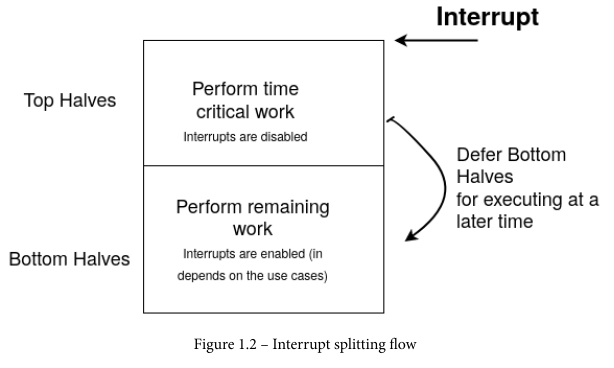 Interrupt
Top Halves
Perform time
critical work
Interrupts are disabled
Defer Bottom
Halves
for executing at a
later time
Perform remaining
work
Interrupts are enabled (in
depends on the use cases)
Bottom Halves
Figure 1.2 – Interrupt splitting flow